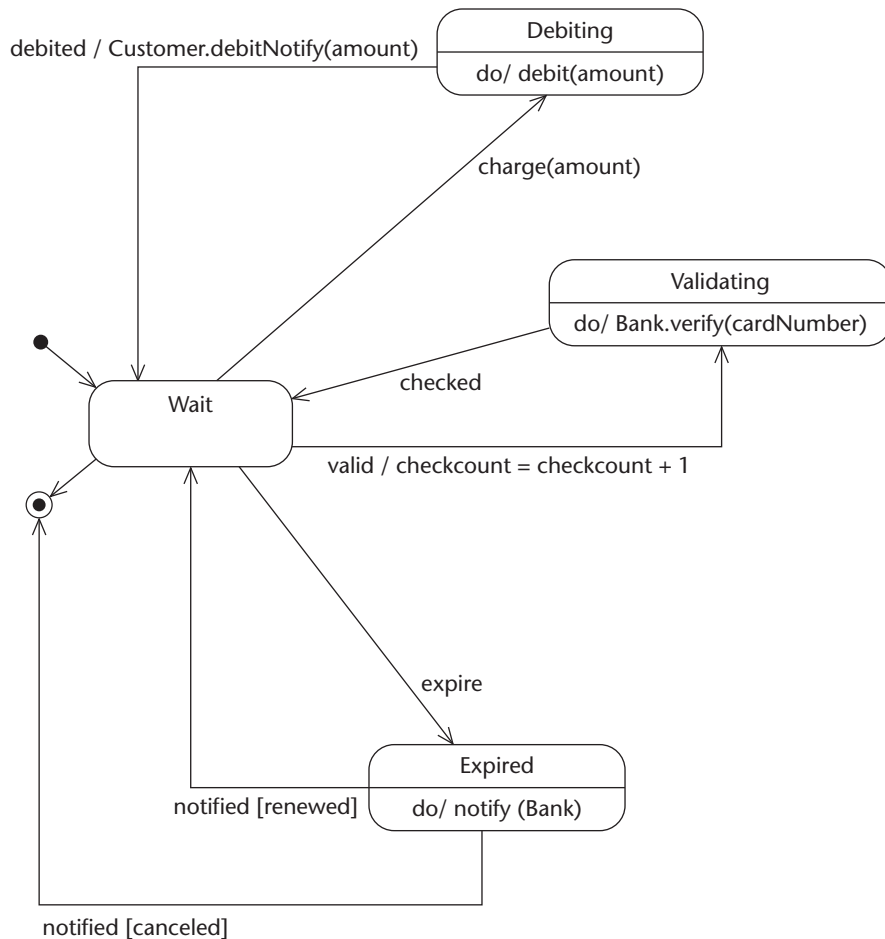 Debiting
debited / Customer.debitNotify(amount)
do/ debit(amount)
charge(amount)
Validating
do/ Bank.verify(cardNumber)
checked
Wait
valid / checkcount = checkcount + 1
expire
Expired
notified [renewed]
do/ notify (Bank)
notified [canceled]